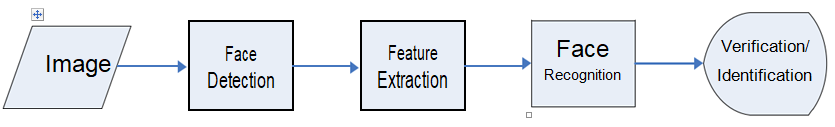 Image
Face
Detection
Feature
Extraction
Face
Recognition
Verification/
Identification